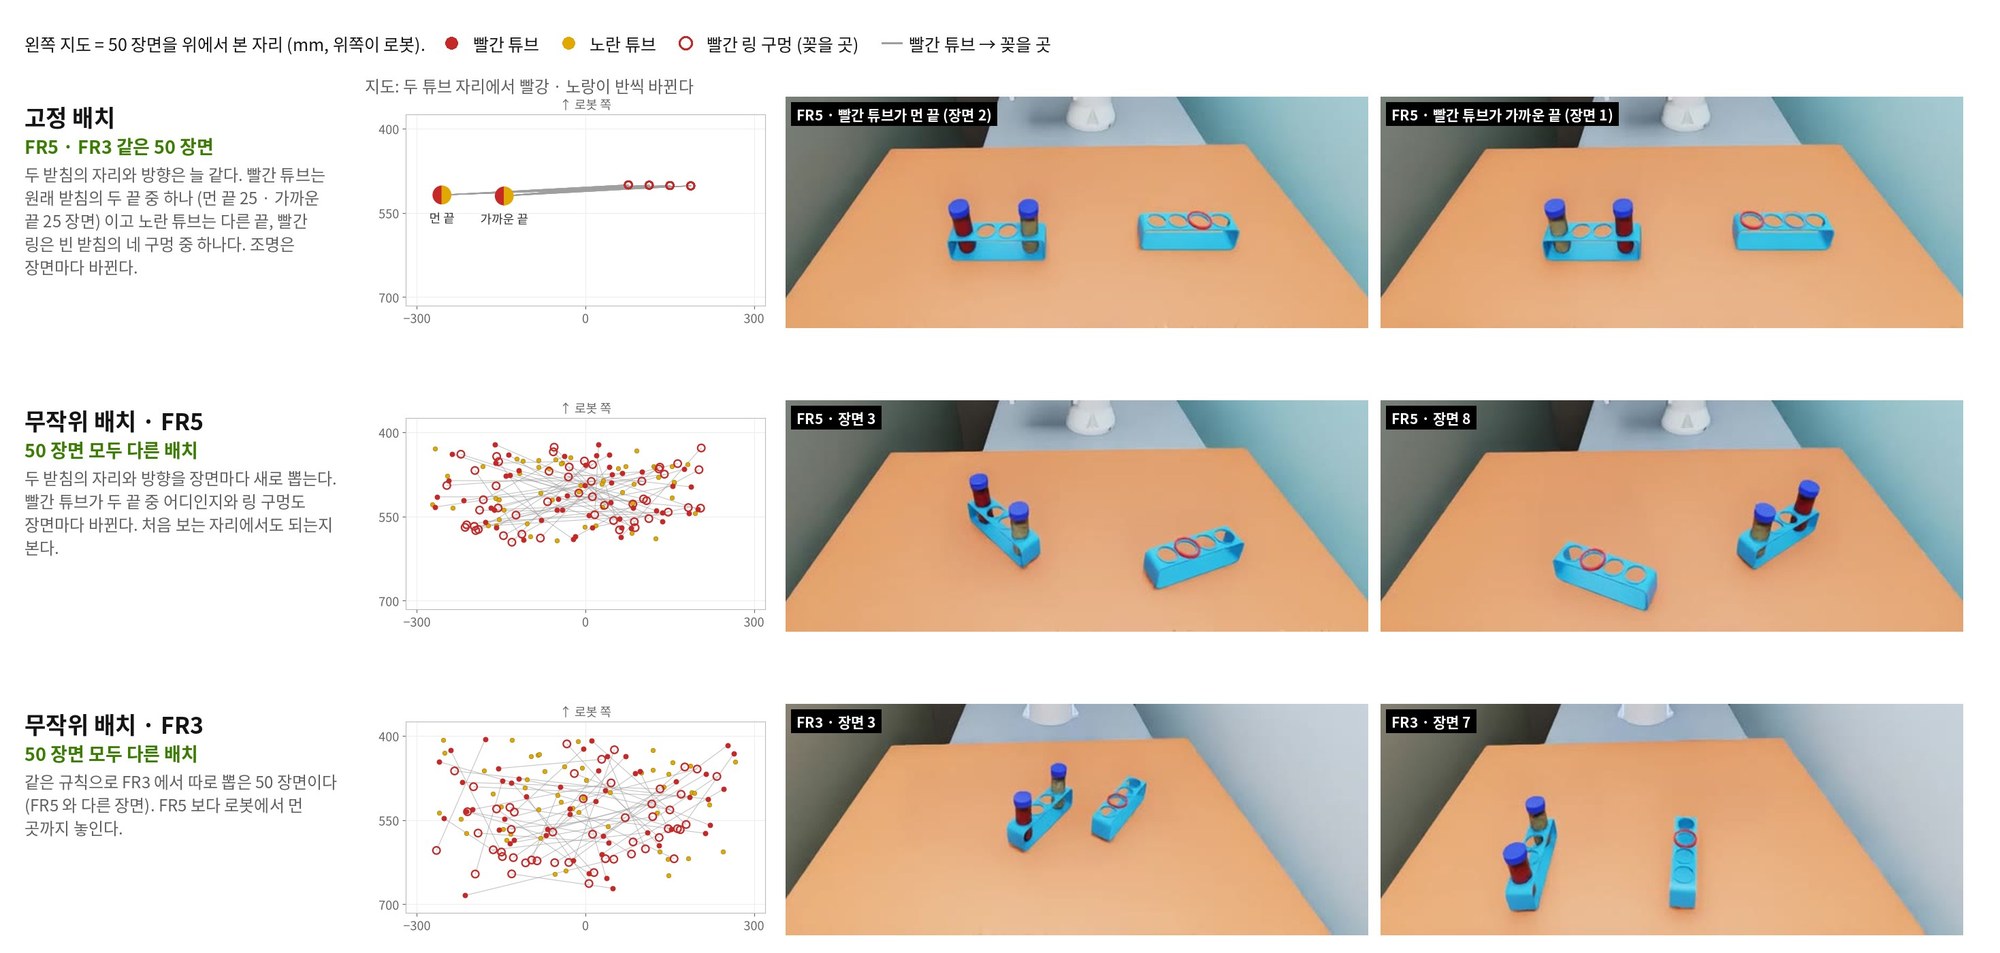 왼쪽 지도 = 50 장면을 위에서 본 자리 (mm, 위쪽이 로봇). 빨간 튜브 노란 튜브 빨간 링 구멍 (꽂을 곳) 빨간 튜브 → 꽂을 곳
지도: 두 튜브 자리에서 빨강 · 노랑이 반씩 바뀐다
고정 배치
FR5 · FR3 같은 50 장면
두 받침의 자리와 방향은 늘 같다. 빨간 튜브는
원래 받침의 두 끝 중 하나 (먼 끝 25 · 가까운
끝 25 장면) 이고 노란 튜브는 다른 끝, 빨간
링은 빈 받침의 네 구멍 중 하나다. 조명은
장면마다 바뀐다.
↑ 로봇 쪽
400
550
700
−300 0 300
먼 끝 가까운 끝
FR5 · 빨간 튜브가 먼 끝 (장면 2)
FR5 · 빨간 튜브가 가까운 끝 (장면 1)
무작위 배치 · FR5
50 장면 모두 다른 배치
두 받침의 자리와 방향을 장면마다 새로 뽑는다.
빨간 튜브가 두 끝 중 어디인지와 링 구멍도
장면마다 바뀐다. 처음 보는 자리에서도 되는지
본다.
↑ 로봇 쪽
400
550
700
−300 0 300
FR5 · 장면 3
FR5 · 장면 8
무작위 배치 · FR3
50 장면 모두 다른 배치
같은 규칙으로 FR3 에서 따로 뽑은 50 장면이다
(FR5 와 다른 장면). FR5 보다 로봇에서 먼
곳까지 놓인다.
↑ 로봇 쪽
400
550
700
−300 0 300
FR3 · 장면 3
FR3 · 장면 7